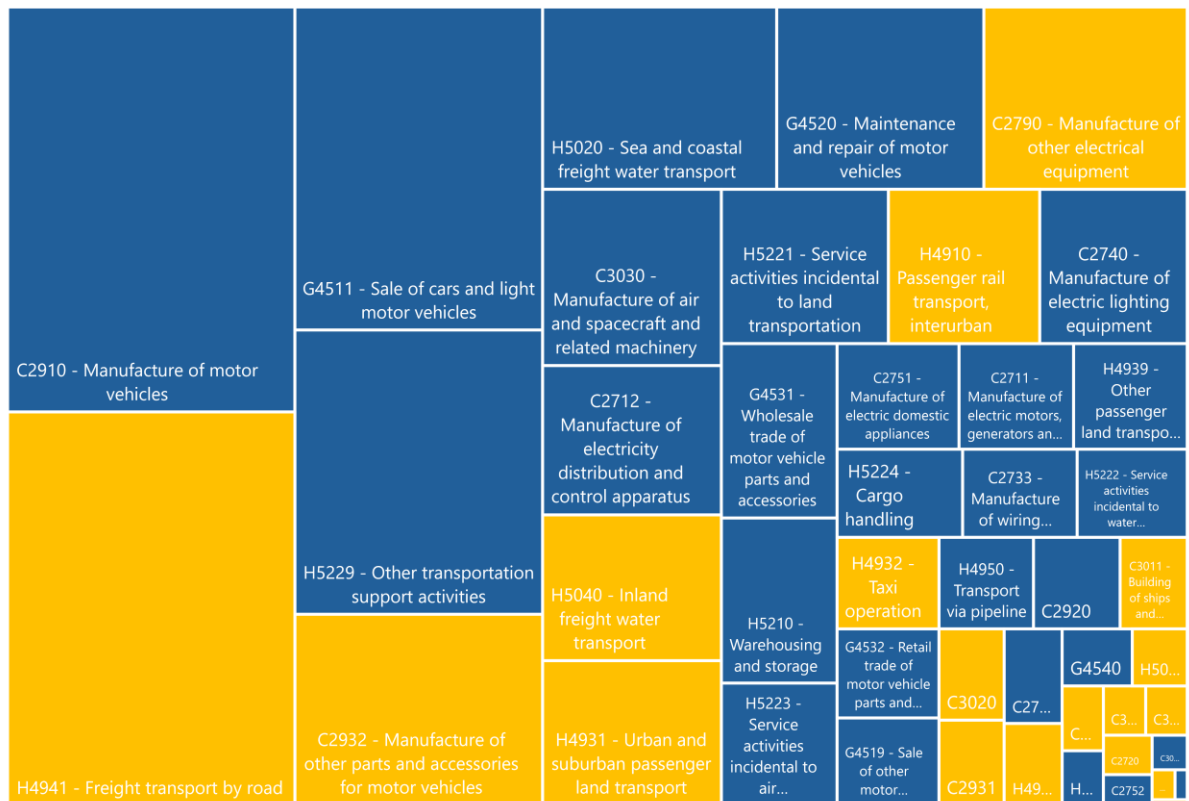 C2910 - Manufacture of motor
vehicles
H4941 - Freight transport by road
G4511 - Sale of cars and light
motor vehicles
H5229 - Other transportation
support activities
C2932 - Manufacture of
other parts and accessories
for motor vehicles
H5020 - Sea and coastal
freight water transport
G4520 - Maintenance
and repair of motor
vehicles
C2790 - Manufacture of
other electrical
equipment
C3030 -
Manufacture of air
and spacecraft and
related machinery
C2712 -
Manufacture of
electricity
distribution and
control apparatus
H5040 - Inland
freight water
transport
H4931 - Urban and
suburban passenger
land transport
H5221 - Service
activities incidental
to land
transportation
H4910 -
Passenger rail
transport,
interurban
C2740 -
Manufacture of
electric lighting
equipment
G4531 -
Wholesale
trade of
motor vehicle
parts and
accessories
H5210 -
Warehousing
and storage
H5223 -
Service
activities
incidental to
air...
C2751 -
Manufacture of
electric domestic
appliances
C2711 -
Manufacture of
electric motors,
generators an...
H4939 -
Other
passenger
land transpo...
H5224 -
Cargo
handling
C2733 -
Manufacture
of wiring...
H5222 - Service
activities
incidental to
water...
H4932 -
Taxi
operation
H4950 -
Transport
via pipeline
C2920
C3011 -
Building
of ships
and...
G4532 - Retail
trade of
motor vehicle
parts and...
G4519 - Sale
of other
motor...
C3020
C2931
C27...
H49...
G4540
H50...
C...
H...
C3...
C3...
C2720
C30...
C2752
...